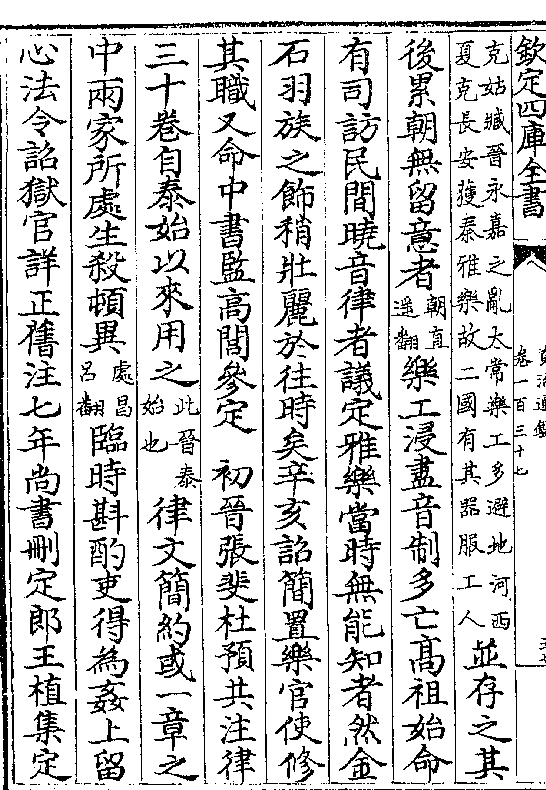 欽定四庫全書
資治通鑑
卷一百三十七
克姑臧晉永嘉之亂太常樂工多避地河西
夏克長安獲秦雅樂故二國有其器服工人
並存之其
後累朝無留意者朝直遙翻樂工浸盡音制多亡高祖始命
有司訪民間曉音律者議定雅樂當時無能知者然金
石羽族之飾稍壯麗於往時矣辛亥詔簡置樂官使修
其職又命中書監高閭參定　初晉張斐杜預共注律
三十卷自泰始以來用之此晉泰始也律文簡約或一章之
中兩家所處生殺頓異處昌呂翻臨時斟酌吏得為姦上留
心法令詔獄官詳正舊注七年尚書刪定郎王植集定